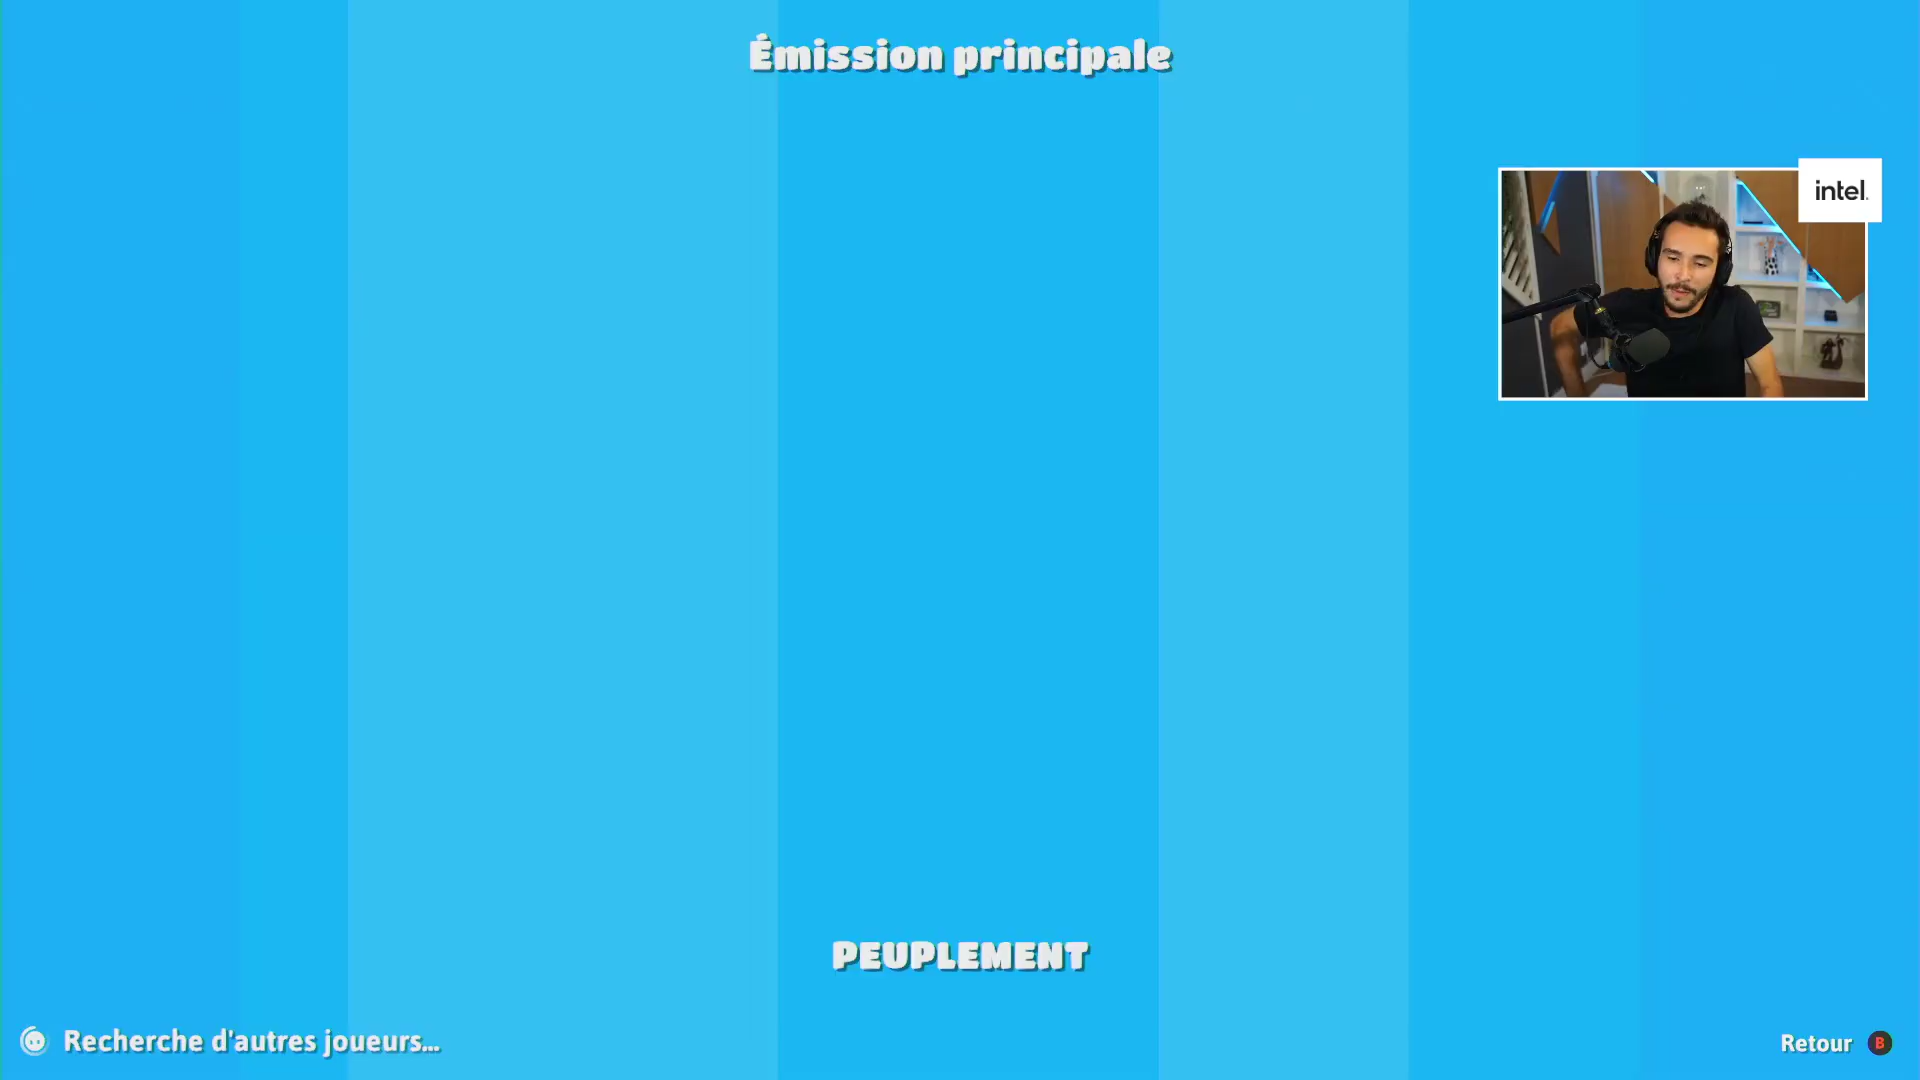 Émission principale
intel.
PEUPLEMENT
Recherche d'autres joueurs...
Retour B